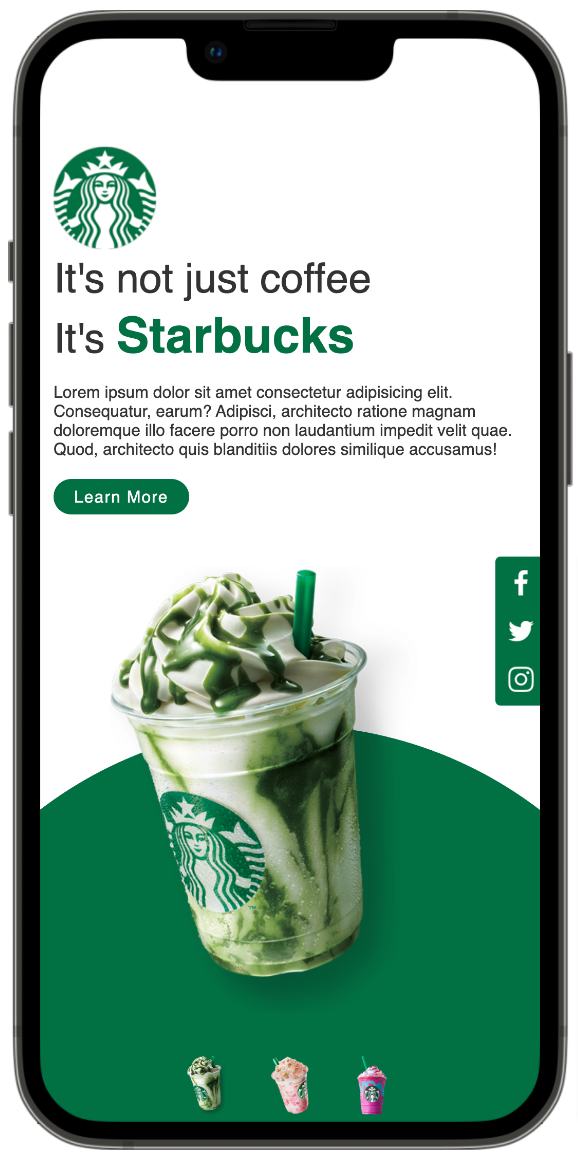 It's not just coffee
It's Starbucks
Lorem ipsum dolor sit amet consectetur adipisicing elit.
Consequatur, earum? Adipisci, architecto ratione magnam
doloremque illo facere porro non laudantium impedit velit quae.
Quod, architecto quis blanditiis dolores similique accusamus!
Learn More